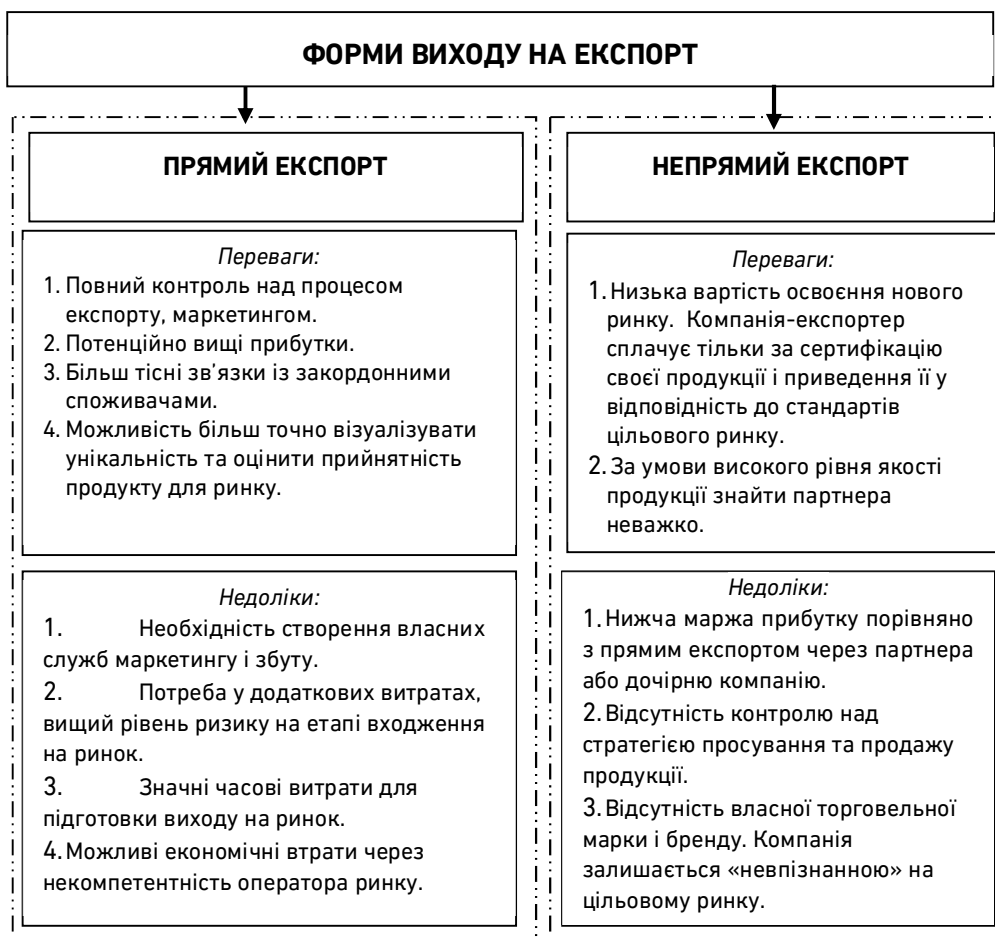 ФОРМИ ВИХОДУ НА ЕКСПОРТ
ПРЯМИЙ ЕКСПОРТ
Переваги:
1. Повний контроль над процесом
експорту, маркетингом.
2. Потенційно вищі прибутки.
3. Більш тісні зв’язки із закордонними
споживачами.
4. Можливість більш точно візуалізувати
унікальність та оцінити прийнятність
продукту для ринку.
Недоліки:
1. Необхідність створення власних
служб маркетингу і збуту.
2. Потреба у додаткових витратах,
вищий рівень ризику на етапі входження
на ринок.
3. Значні часові витрати для
підготовки виходу на ринок.
4. Можливі економічні втрати через
некомпетентність оператора ринку.
НЕПРЯМИЙ ЕКСПОРТ
Переваги:
1. Низька вартість освоєння нового
ринку. Компанія-експортер
сплачує тільки за сертифікацію
своєї продукції і приведення її у
відповідність до стандартів
цільового ринку.
2. За умови високого рівня якості
продукції знайти партнера
неважко.
Недоліки:
1. Нижча маржа прибутку порівняно
з прямим експортом через партнера
або дочірню компанію.
2. Відсутність контролю над
стратегією просування та продажу
продукції.
3. Відсутність власної торговельної
марки і бренду. Компанія
залишається «невпізнанною» на
цільовому ринку.